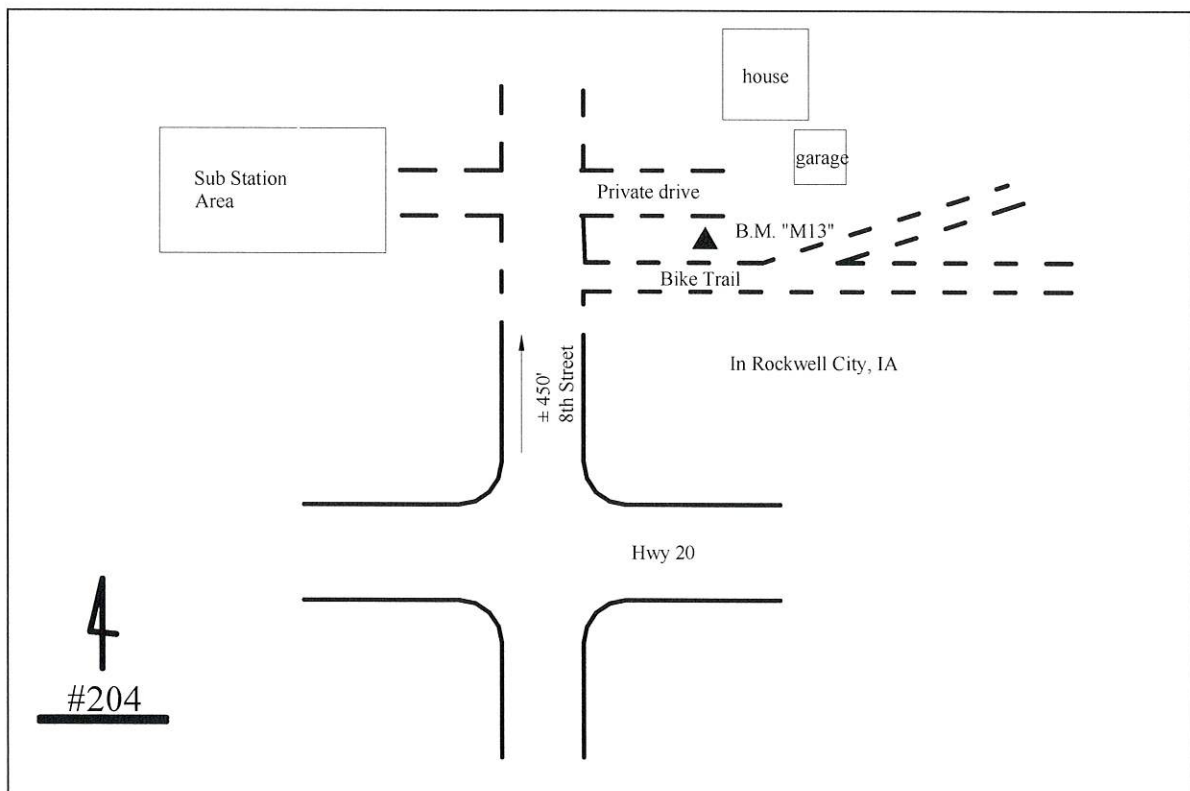 house
garage
Sub Station
Area
Private drive
B.M. "M13"
Bike Trail
In Rockwell City, IA
± 450'
8th Street
Hwy 20
#204